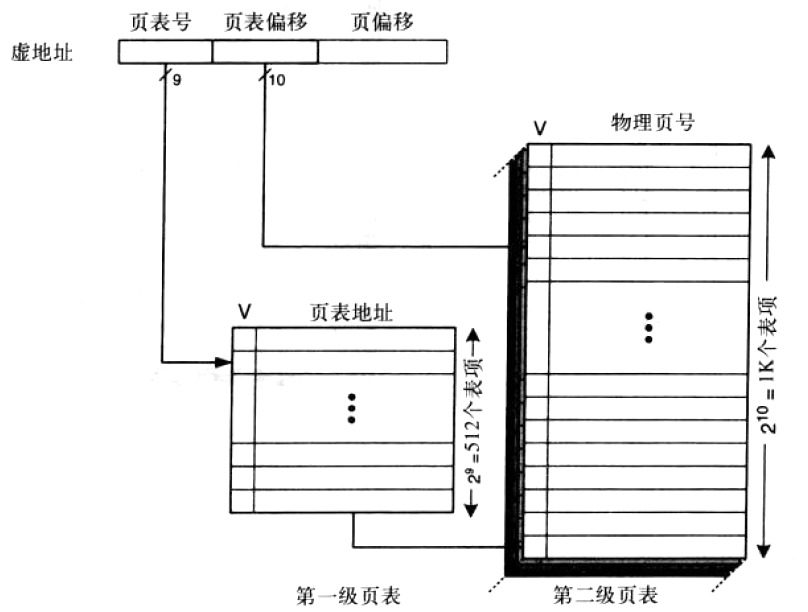 页表号 页表偏移 页偏移
虚地址
9
10
V 物理页号
2¹⁰ = 1K个表项
V 页表地址
2⁹ = 512个表项
第一级页表
第二级页表